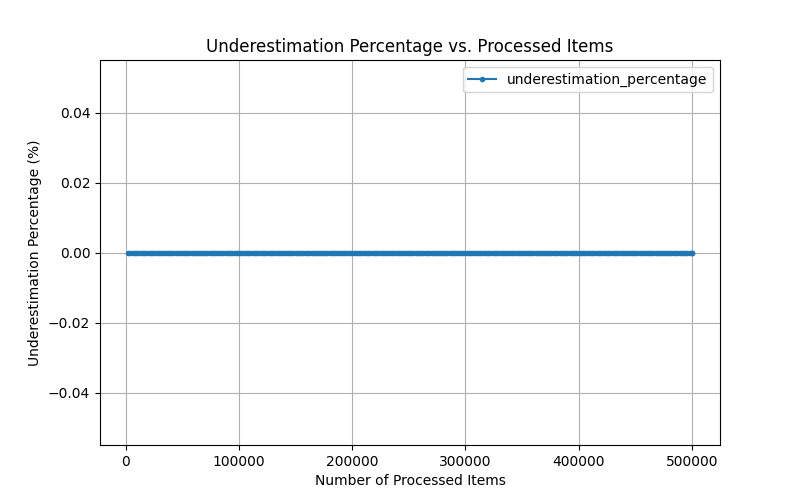 Underestimation Percentage vs. Processed Items
underestimation_percentage
Underestimation Percentage (%)
0.04
0.02
0.00
−0.02
−0.04
0 100000 200000 300000 400000 500000
Number of Processed Items